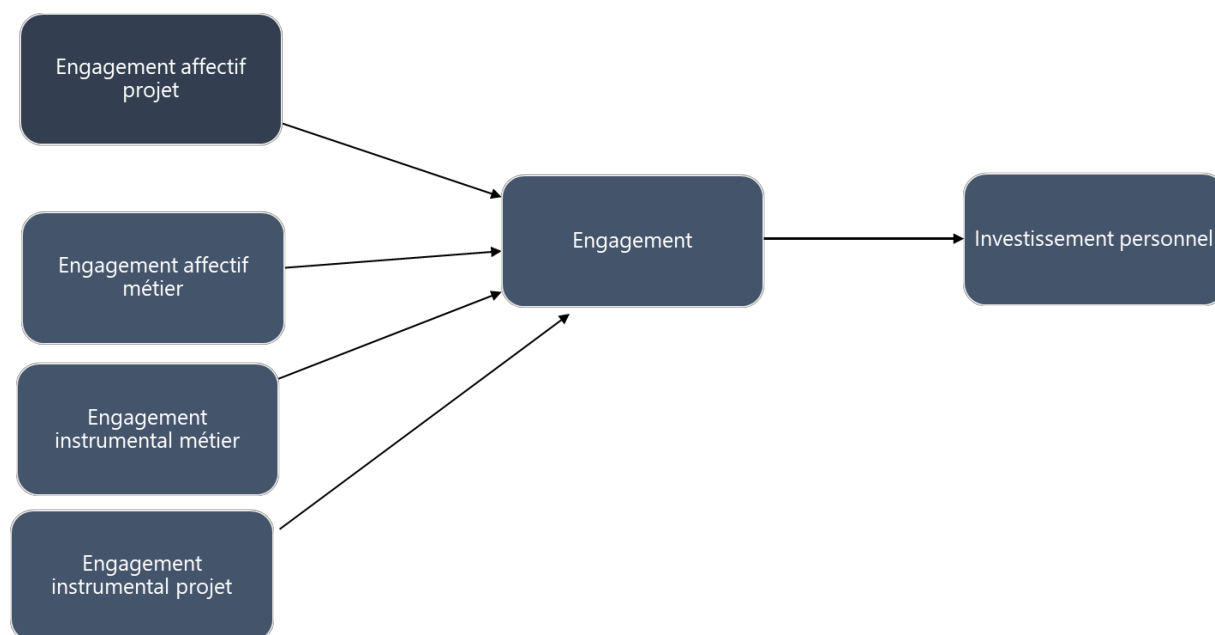 Engagement affectif
projet
Engagement affectif
métier
Engagement
instrumental métier
Engagement
instrumental projet
Engagement
Investissement personnel